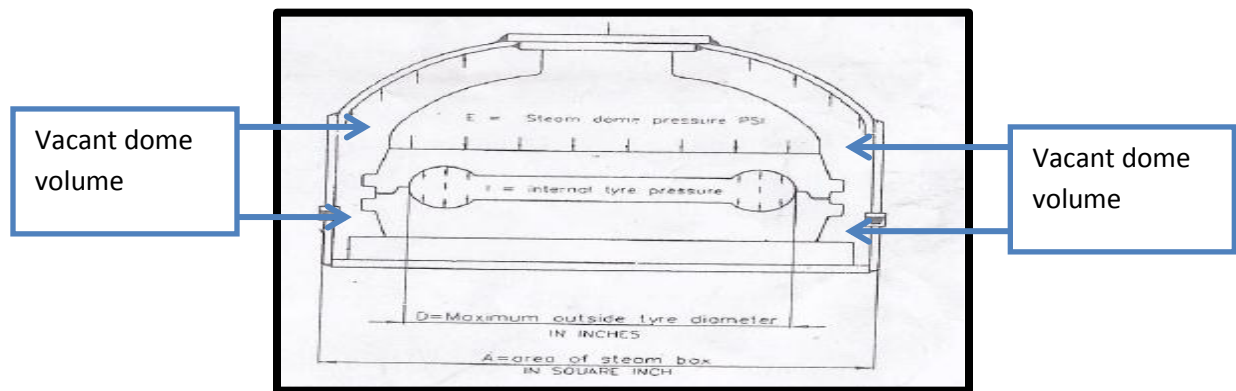 Vacant dome
volume
E = Steam dome pressure PSI
I = internal tyre pressure
Vacant dome
volume
D=Maximum outside tyre diameter
IN INCHES
A=area of steam box
IN SQUARE INCH